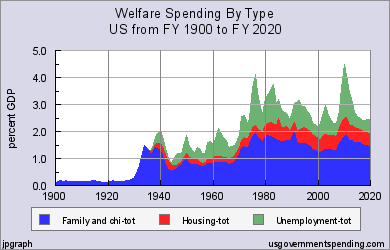 Welfare Spending By Type
US from FY 1900 to FY 2020
percent GDP
5.0
4.0
3.0
2.0
1.0
0.0
1900 1920 1940 1960 1980 2000 2020
Family and chi-tot Housing-tot Unemployment-tot
jpgraph usgovernmentspending.com